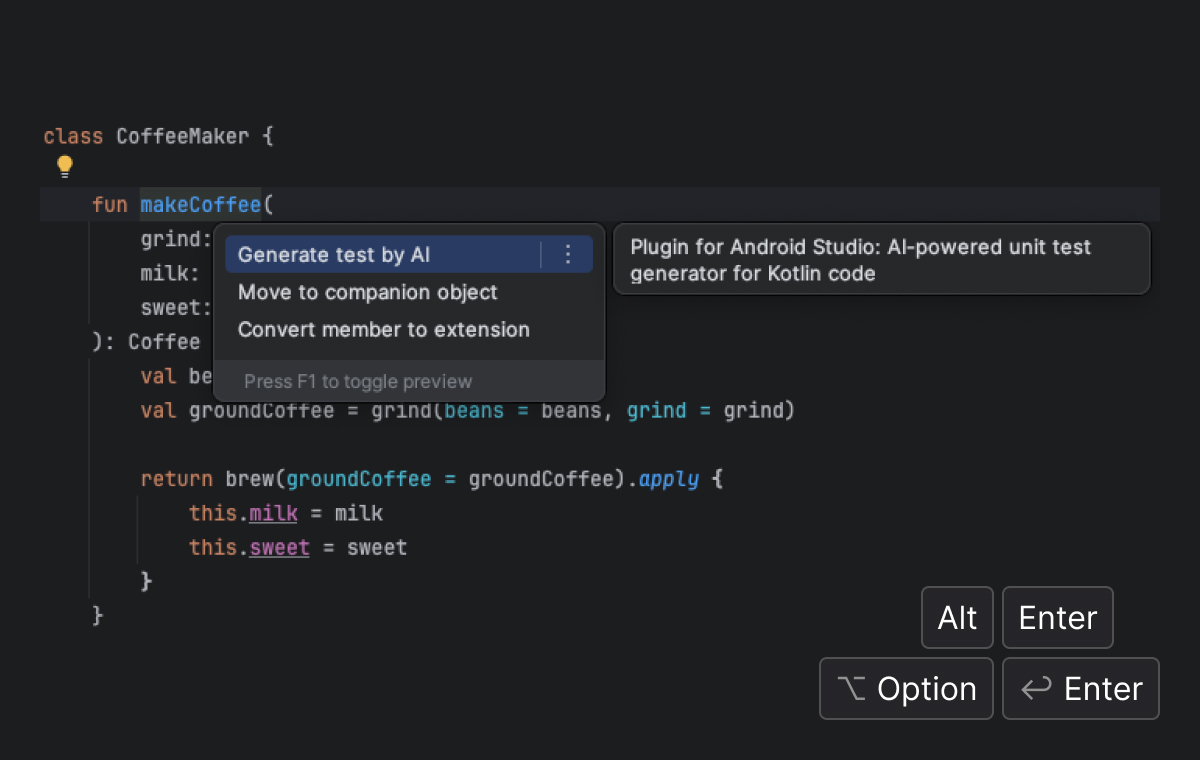 class CoffeeMaker {
fun makeCoffee(
grind:
milk:
sweet:
): Coffee
val be
val groundCoffee = grind(beans = beans, grind = grind)
return brew(groundCoffee = groundCoffee).apply {
this.milk = milk
this.sweet = sweet
}
}
Generate test by AI
Move to companion object
Convert member to extension
Press F1 to toggle preview
Plugin for Android Studio: AI-powered unit test
generator for Kotlin code
Alt Enter
⌥ Option ↩ Enter